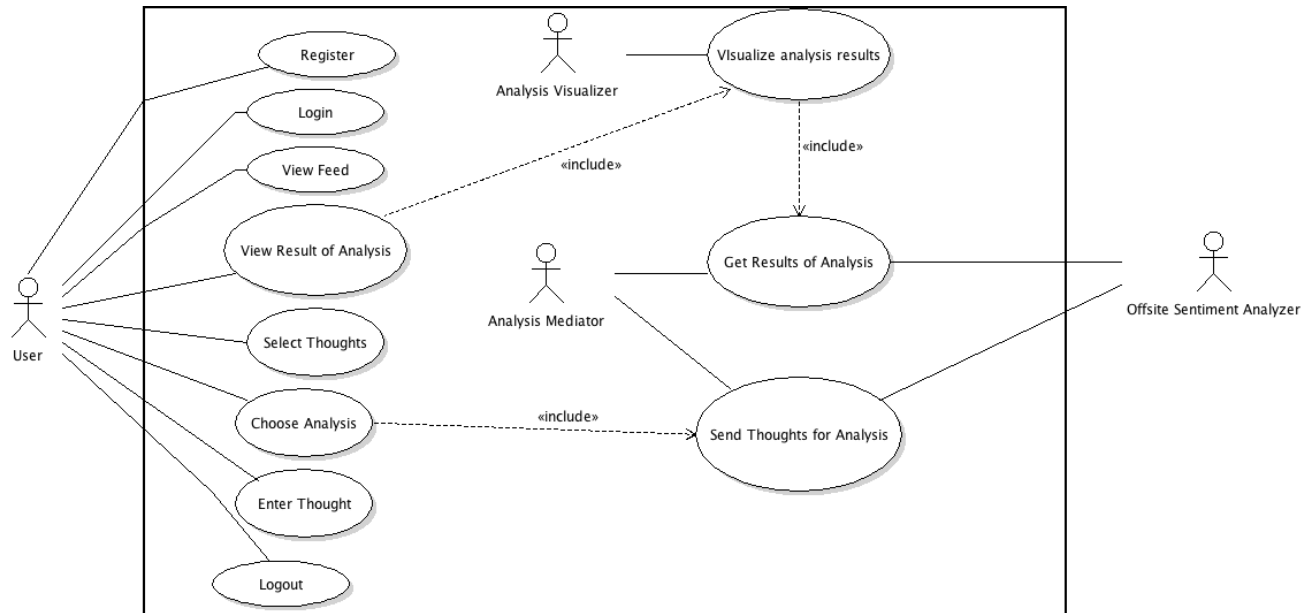 Register
VIsualize analysis results
Analysis Visualizer
Login
«include»
View Feed
«include»
View Result of Analysis
Get Results of Analysis
Analysis Mediator
Offsite Sentiment Analyzer
Select Thoughts
User
Choose Analysis
«include»
Send Thoughts for Analysis
Enter Thought
Logout